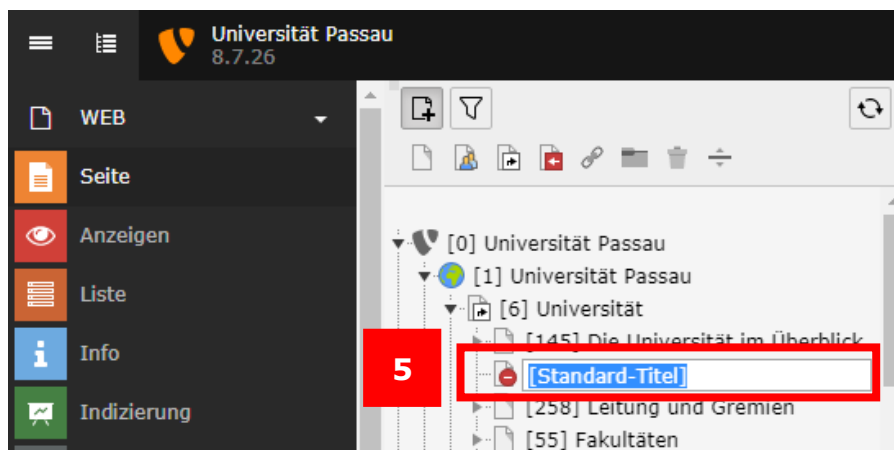 Universität Passau
8.7.26
WEB
Seite
Anzeigen
Liste
Info
Indizierung
[0] Universität Passau
[1] Universität Passau
[6] Universität
[145] Die Universität im Überblick
5
[Standard-Titel]
[258] Leitung und Gremien
[55] Fakultäten